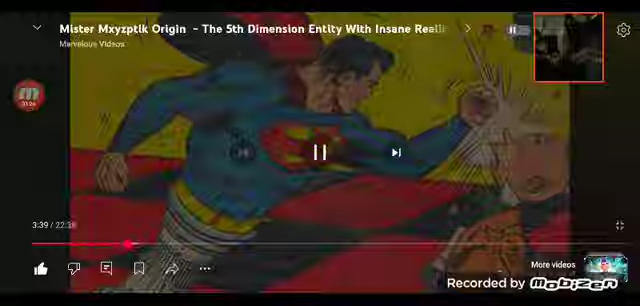 Mister Mxyzptlk Origin - The 5th Dimension Entity With Insane Reali
Marvelous Videos
3:39 / 22:38
More videos
Recorded by MOBIZEN